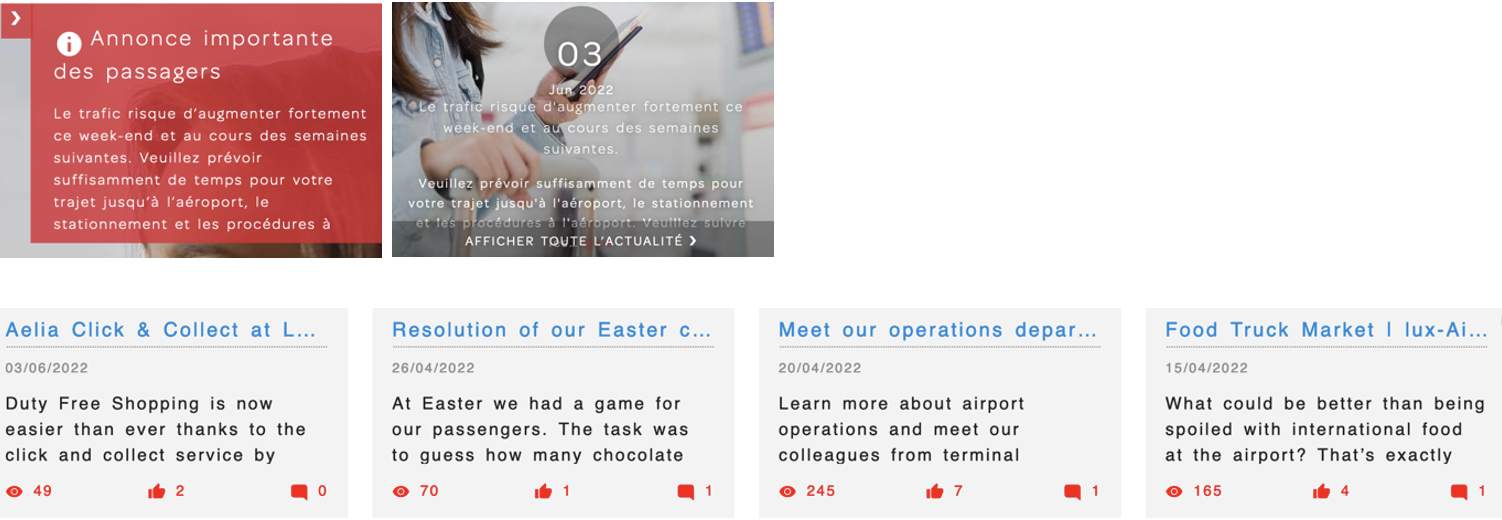 Annonce importante
des passagers
Le trafic risque d’augmenter fortement
ce week-end et au cours des semaines
suivantes. Veuillez prévoir
suffisamment de temps pour votre
trajet jusqu’à l’aéroport, le
stationnement et les procédures à
03
Jun 2022
Le trafic risque d'augmenter fortement ce
week-end et au cours des semaines
suivantes.
Veuillez prévoir suffisamment de temps pour
votre trajet jusqu'à l'aéroport, le stationnement
et les procédures à l'aéroport. Veuillez suivre
AFFICHER TOUTE L’ACTUALITÉ ❯
Aelia Click & Collect at L...
03/06/2022
Duty Free Shopping is now
easier than ever thanks to the
click and collect service by
49 2 0
Resolution of our Easter c...
26/04/2022
At Easter we had a game for
our passengers. The task was
to guess how many chocolate
70 1 1
Meet our operations depar...
20/04/2022
Learn more about airport
operations and meet our
colleagues from terminal
245 7 1
Food Truck Market l lux-Ai...
15/04/2022
What could be better than being
spoiled with international food
at the airport? That’s exactly
165 4 1